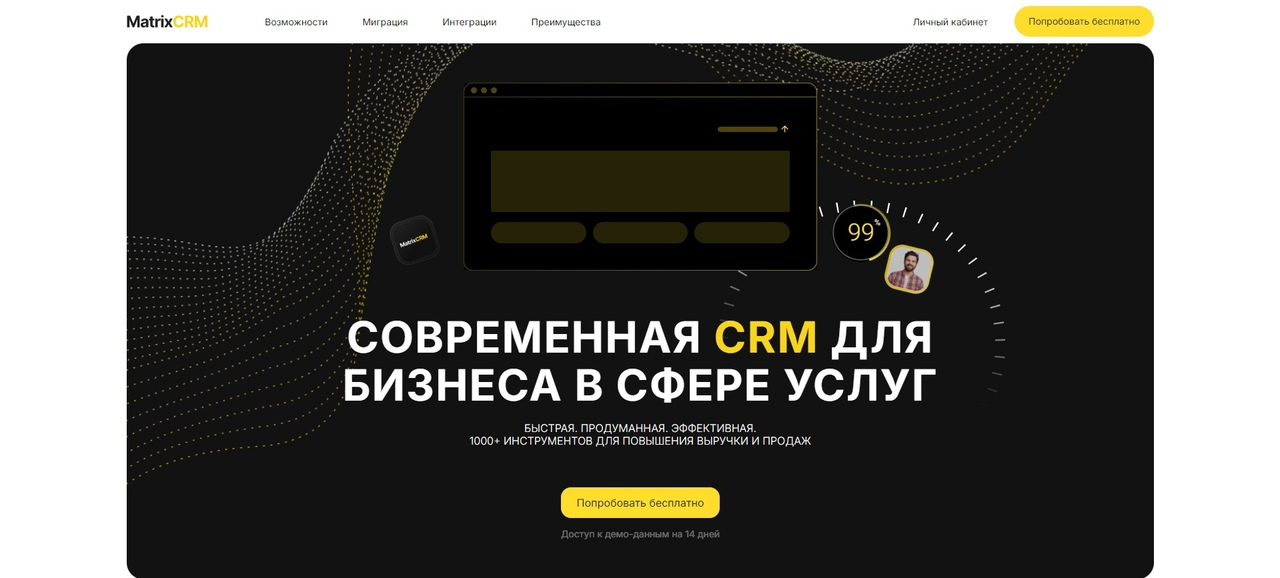 MatrixCRM
Возможности
Миграция
Интеграции
Преимущества
Личный кабинет
Попробовать бесплатно
MatrixCRM
99%
СОВРЕМЕННАЯ CRM ДЛЯ
БИЗНЕСА В СФЕРЕ УСЛУГ
БЫСТРАЯ. ПРОДУМАННАЯ. ЭФФЕКТИВНАЯ.
1000+ ИНСТРУМЕНТОВ ДЛЯ ПОВЫШЕНИЯ ВЫРУЧКИ И ПРОДАЖ
Попробовать бесплатно
Доступ к демо-данным на 14 дней